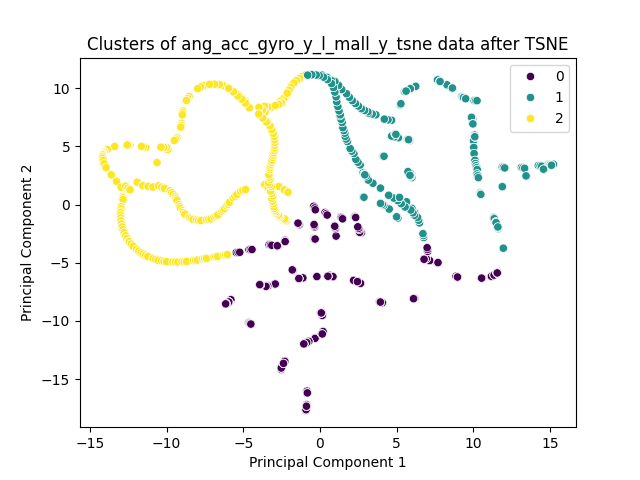 Clusters of ang_acc_gyro_y_l_mall_y_tsne data after TSNE
0
1
2
10
5
0
−5
−10
−15
Principal Component 2
−15 −10 −5 0 5 10 15
Principal Component 1